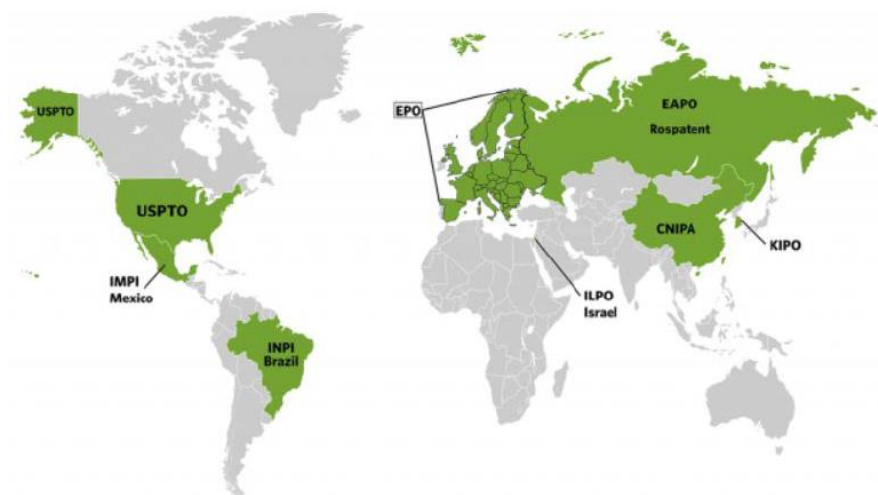 USPTO
EPO
EAPO
Rospatent
USPTO
CNIPA
KIPO
IMPI
Mexico
ILPO
Israel
INPI
Brazil